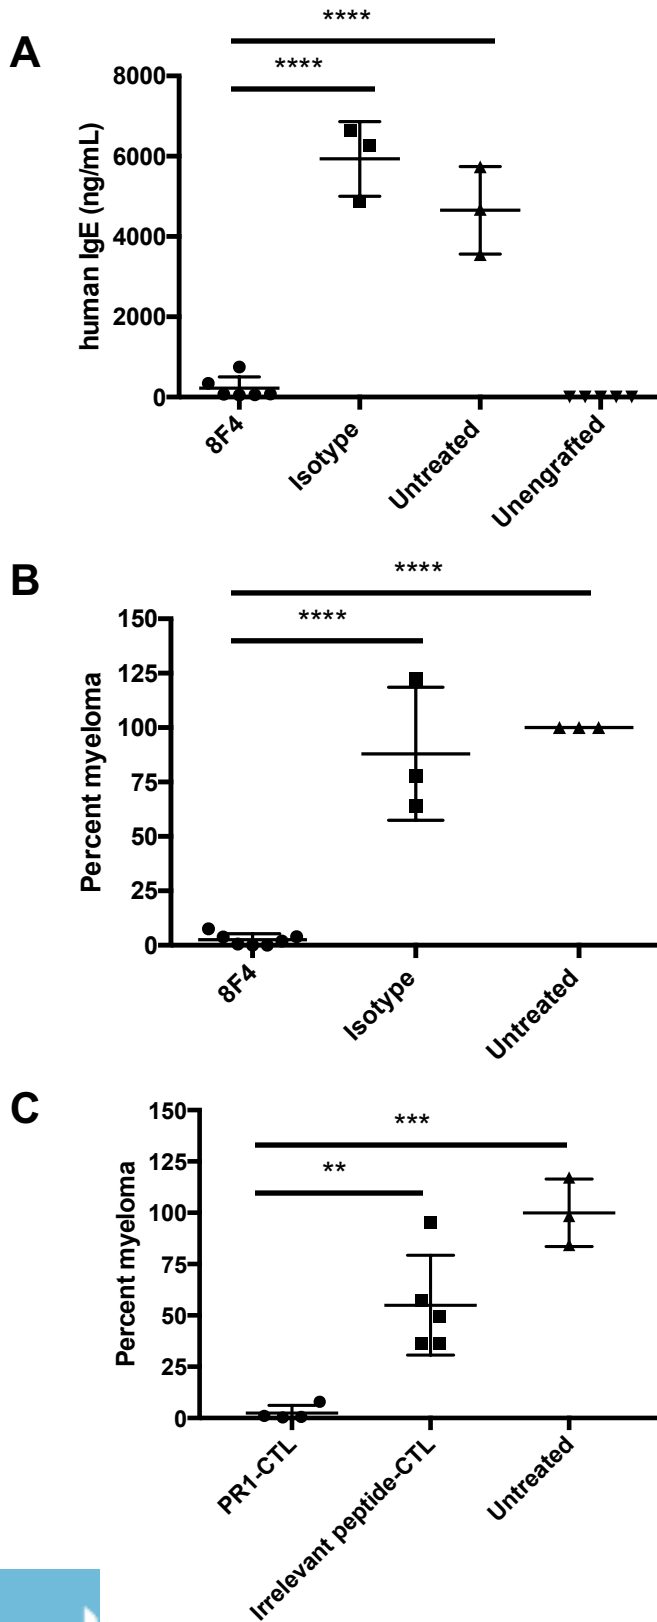 A
****
****
8000
6000
4000
2000
0
human IgE (ng/mL)
8F4
Isotype
Untreated
Unengrafted
B
****
****
150
125
100
75
50
25
0
Percent myeloma
8F4
Isotype
Untreated
C
***
**
150
125
100
75
50
25
0
Percent myeloma
PR1-CTL
Irrelevant peptide-CTL
Untreated